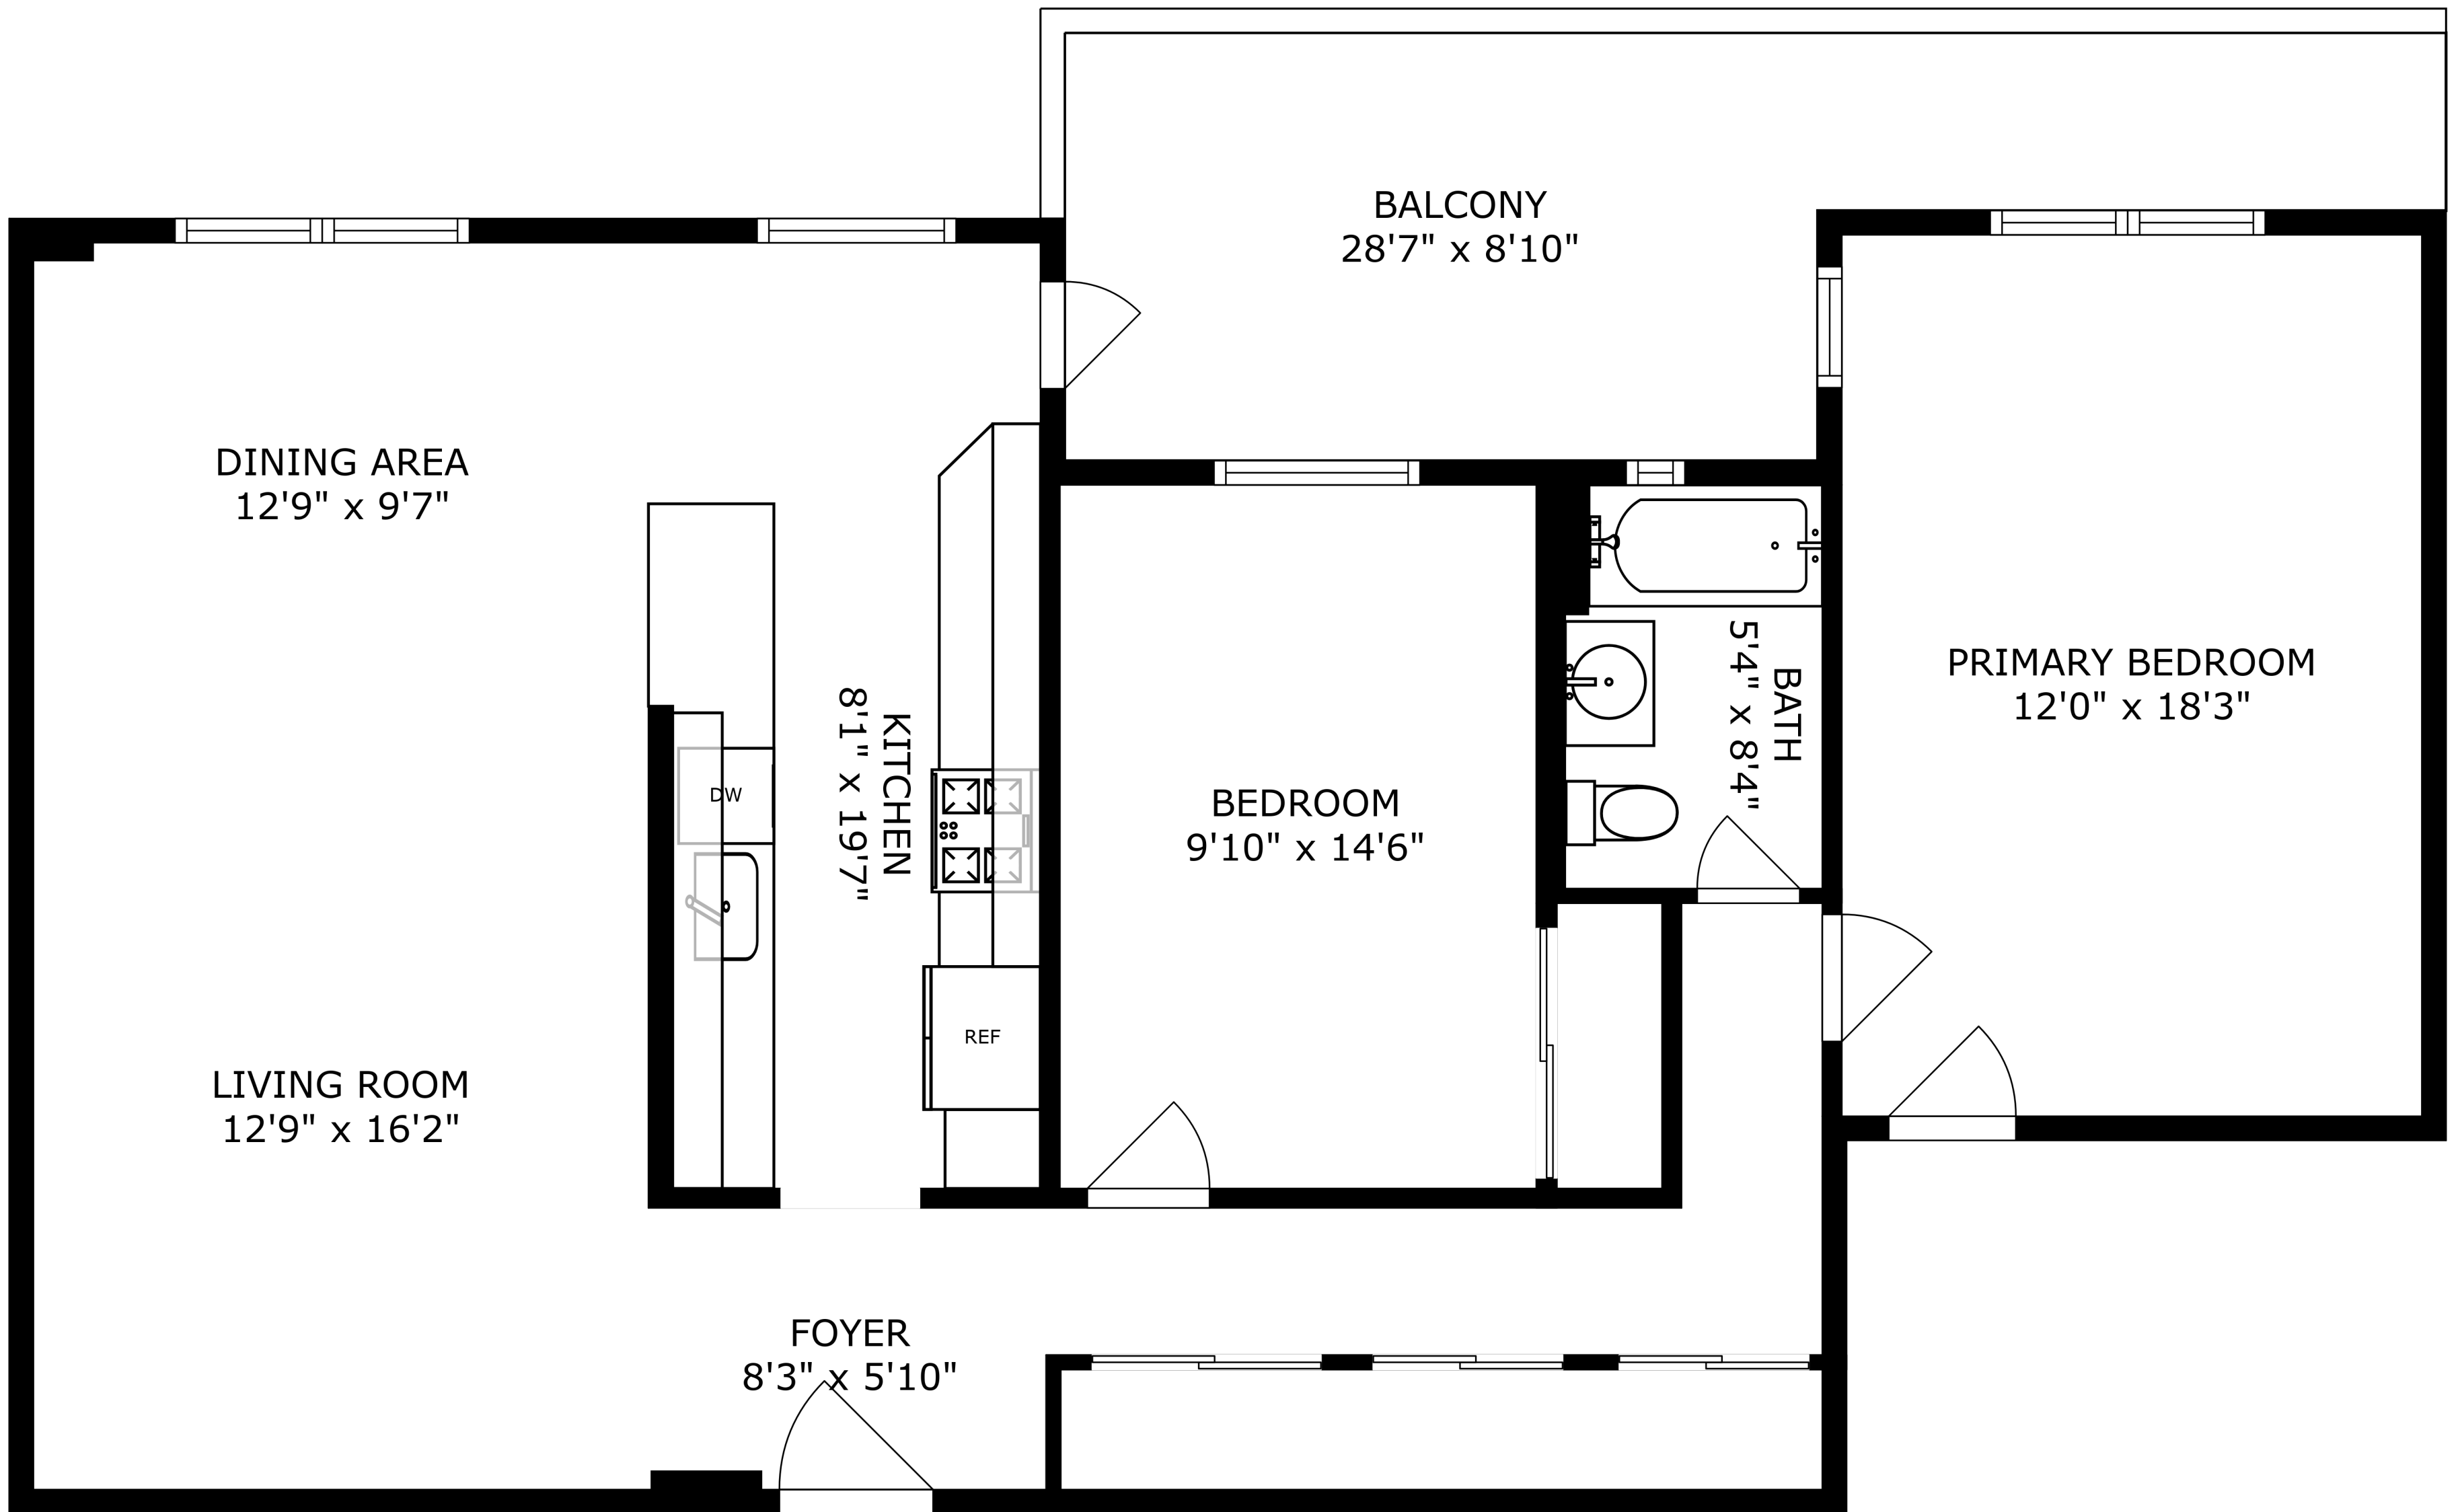 BALCONY
28'7" x 8'10"
DINING AREA
12'9" x 9'7"
KITCHEN
8'1" x 19'7"
DW
REF
BEDROOM
9'10" x 14'6"
BATH
5'4" x 8'4"
PRIMARY BEDROOM
12'0" x 18'3"
LIVING ROOM
12'9" x 16'2"
FOYER
8'3" x 5'10"